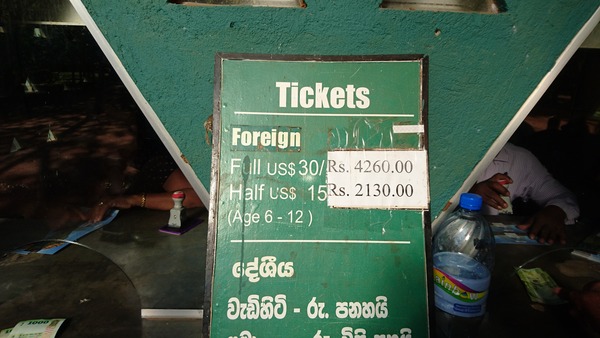 Tickets
Foreign
Full US$ 30/ Rs. 4260.00
Half US$ 15 Rs. 2130.00
(Age 6 - 12 )
දේශීය
වැඩිහිටි - රු. පනහයි